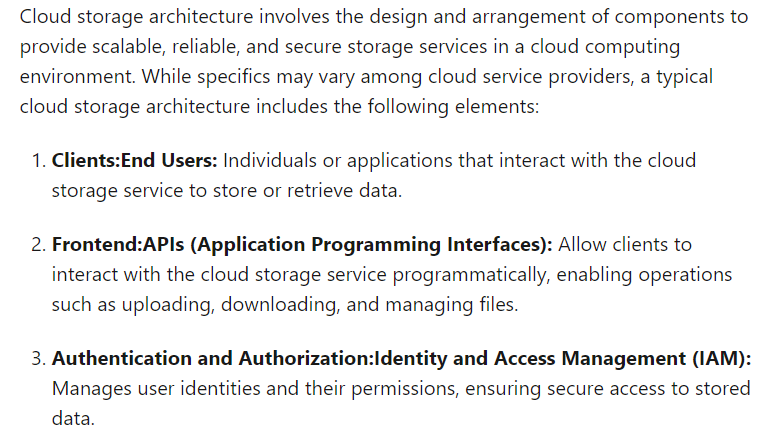 Cloud storage architecture involves the design and arrangement of components to
provide scalable, reliable, and secure storage services in a cloud computing
environment. While specifics may vary among cloud service providers, a typical
cloud storage architecture includes the following elements:
1. Clients:End Users: Individuals or applications that interact with the cloud
storage service to store or retrieve data.
2. Frontend:APIs (Application Programming Interfaces): Allow clients to
interact with the cloud storage service programmatically, enabling operations
such as uploading, downloading, and managing files.
3. Authentication and Authorization:Identity and Access Management (IAM):
Manages user identities and their permissions, ensuring secure access to stored
data.